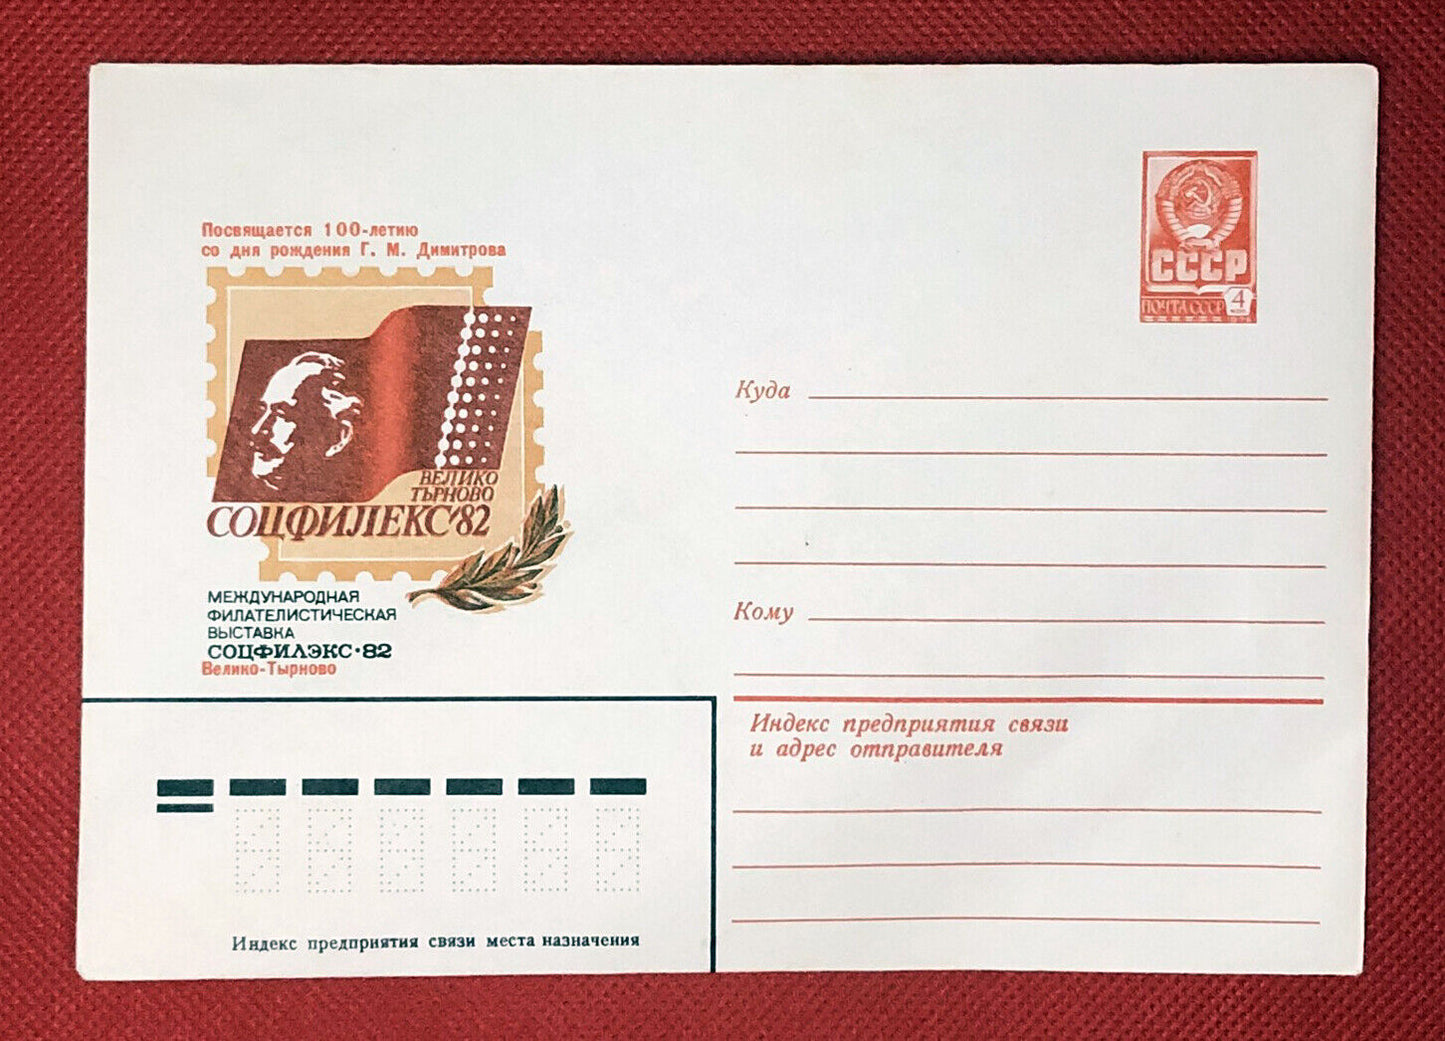 Посвящается 100-летию
со дня рождения Г. М. Димитрова
ВЕЛИКО
ТЪРНОВО
СОЦФИЛЕКС'82
МЕЖДУНАРОДНАЯ
ФИЛАТЕЛИСТИЧЕСКАЯ
ВЫСТАВКА
СОЦФИЛЭКС·82
Велико-Тырново
СССР
ПОЧТА СССР 4
Куда
Кому
Индекс предприятия связи
и адрес отправителя
Индекс предприятия связи места назначения